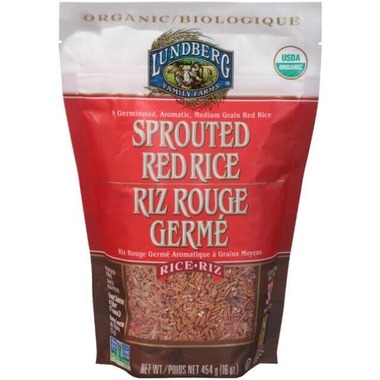 ORGANIC/BIOLOGIQUE
LUNDBERG
FAMILY FARMS
USDA
ORGANIC
A Germinated, Aromatic, Medium Grain Red Rice
SPROUTED
RED RICE
RIZ ROUGE
GERMÉ
Riz Rouge Germé Aromatique à Grains Moyens
RICE•RIZ
NET WT/POIDS NET 454 g (16 oz)